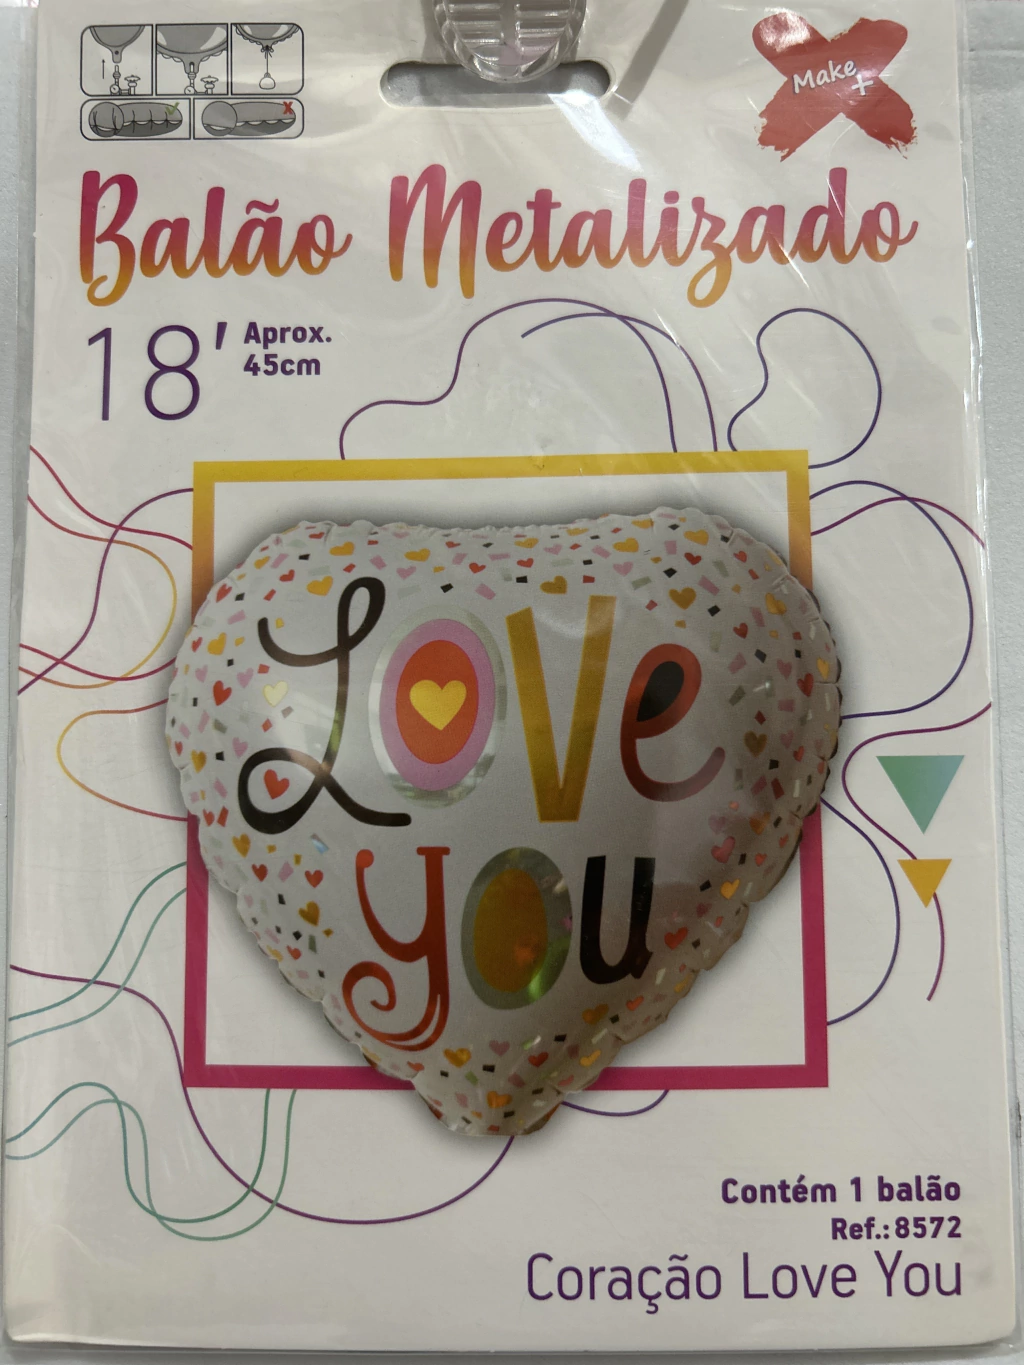 Make
+
Balão Metalizado
18'
Aprox.
45cm
Love
you
Contém 1 balão
Ref.: 8572
Coração Love You